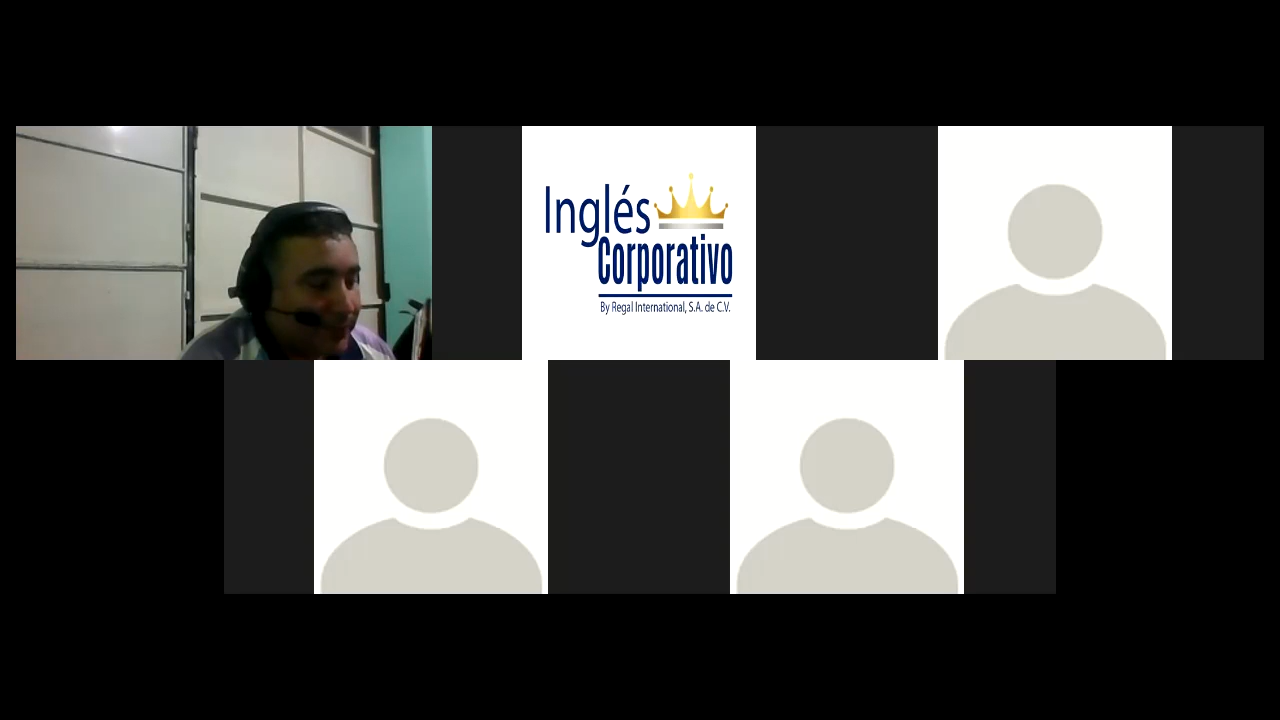 Inglés
Corporativo
By Regal International, S.A. de C.V.